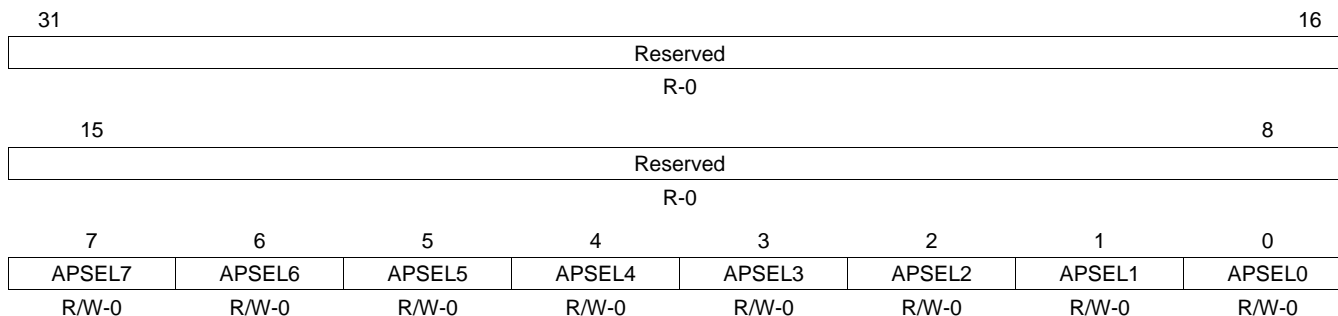 31 16
Reserved
R-0
15 8
Reserved
R-0
7 6 5 4 3 2 1 0
APSEL7 APSEL6 APSEL5 APSEL4 APSEL3 APSEL2 APSEL1 APSEL0
R/W-0 R/W-0 R/W-0 R/W-0 R/W-0 R/W-0 R/W-0 R/W-0